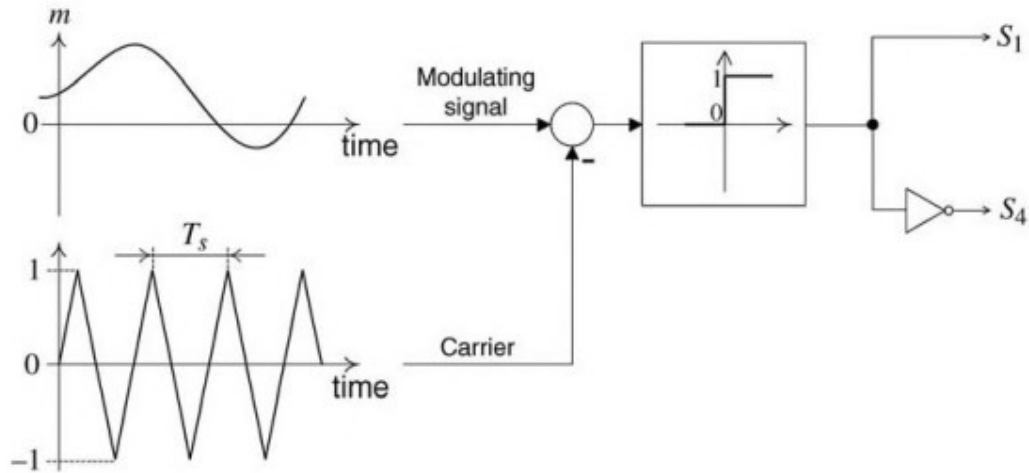 m
0
time
Modulating
signal
-
1
0
S₁
S₄
Tₛ
1
0
-1
time
Carrier